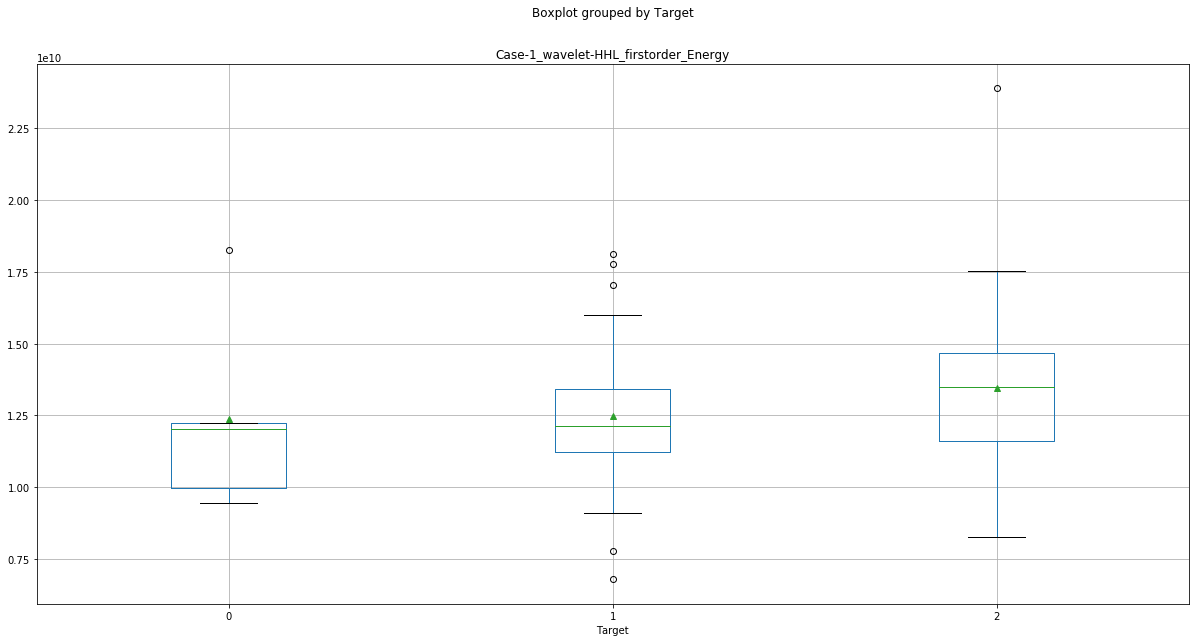 Boxplot grouped by Target
Case-1_wavelet-HHL_firstorder_Energy
1e10
2.25
2.00
1.75
1.50
1.25
1.00
0.75
0 1 2
Target